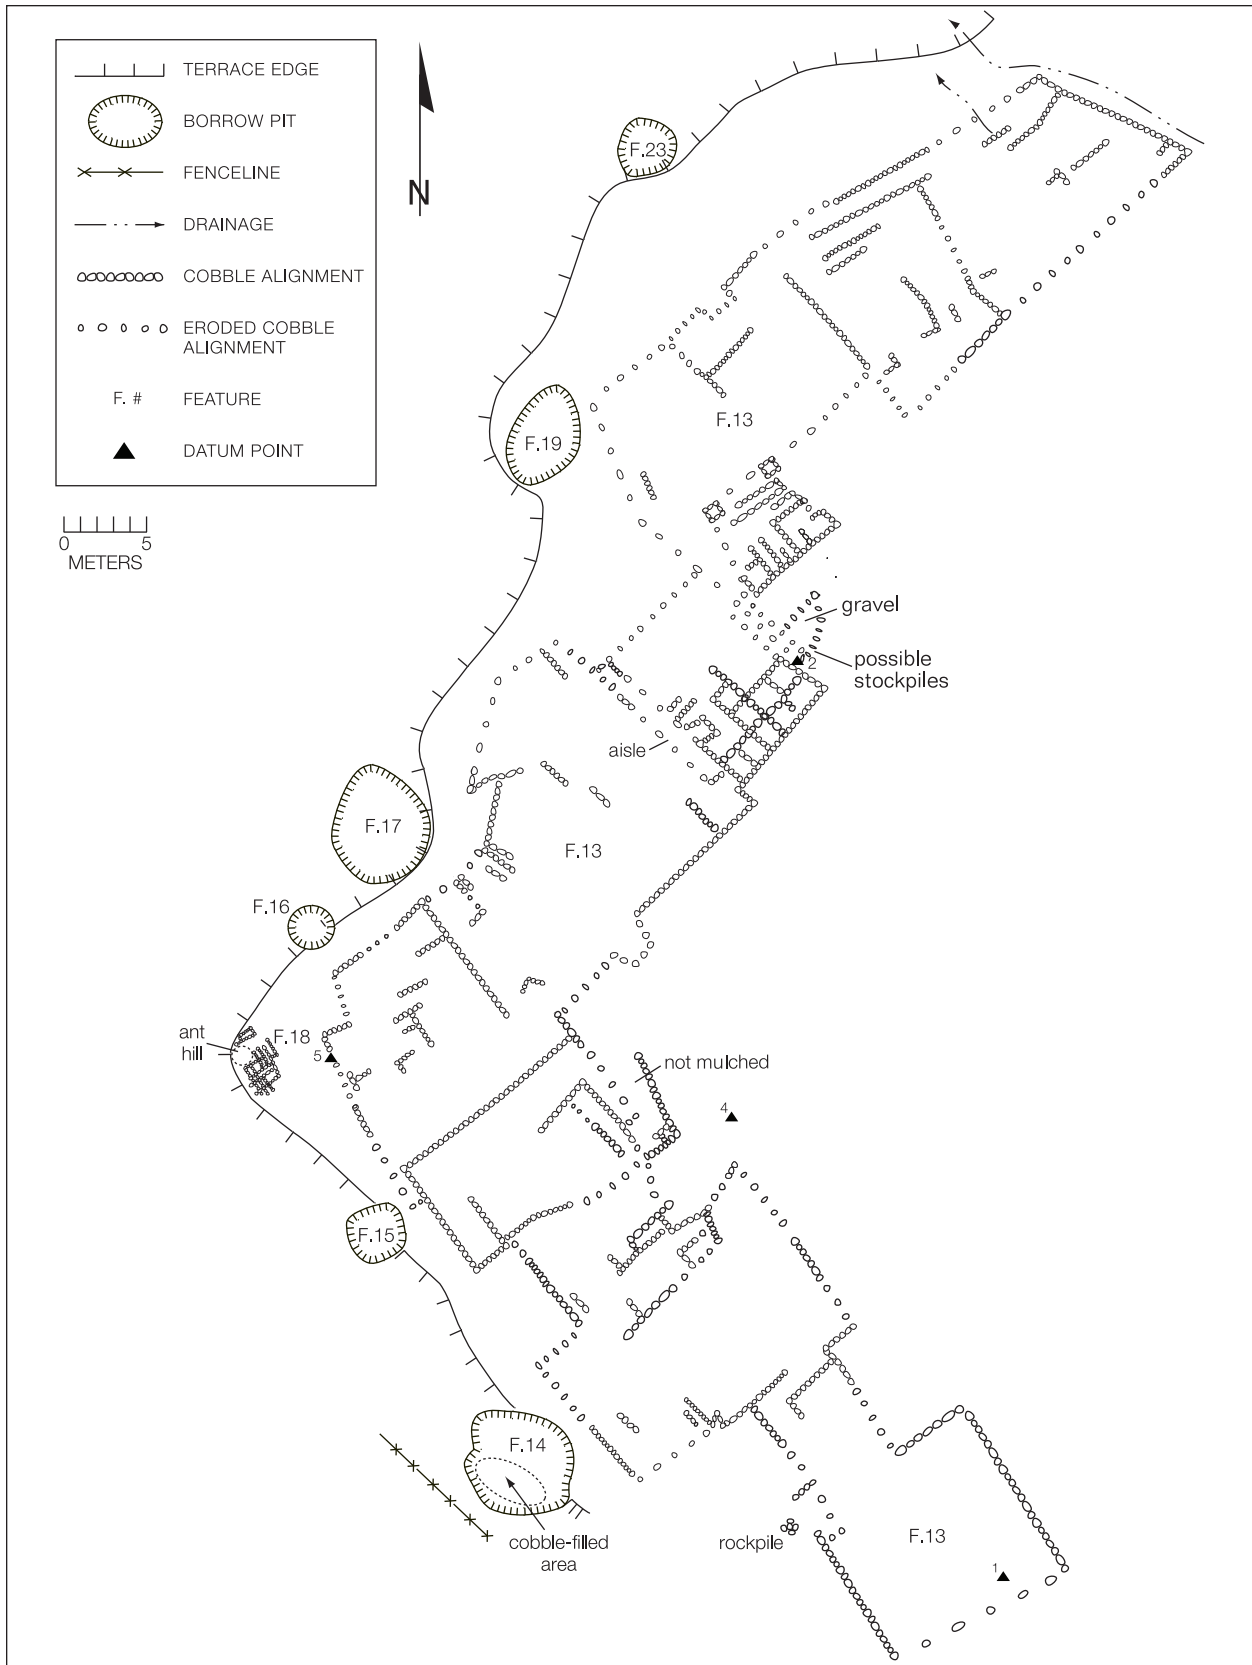 TERRACE EDGE
BORROW PIT
FENCELINE
DRAINAGE
COBBLE ALIGNMENT
ERODED COBBLE
ALIGNMENT
F. # FEATURE
DATUM POINT
0 5
METERS
N
F.23
F.19
F.13
gravel
possible
stockpiles
2
aisle
F.17
F.13
F.16
ant
hill
F.18
5
not mulched
4
F.15
F.14
cobble-filled
area
rockpile
F.13
1